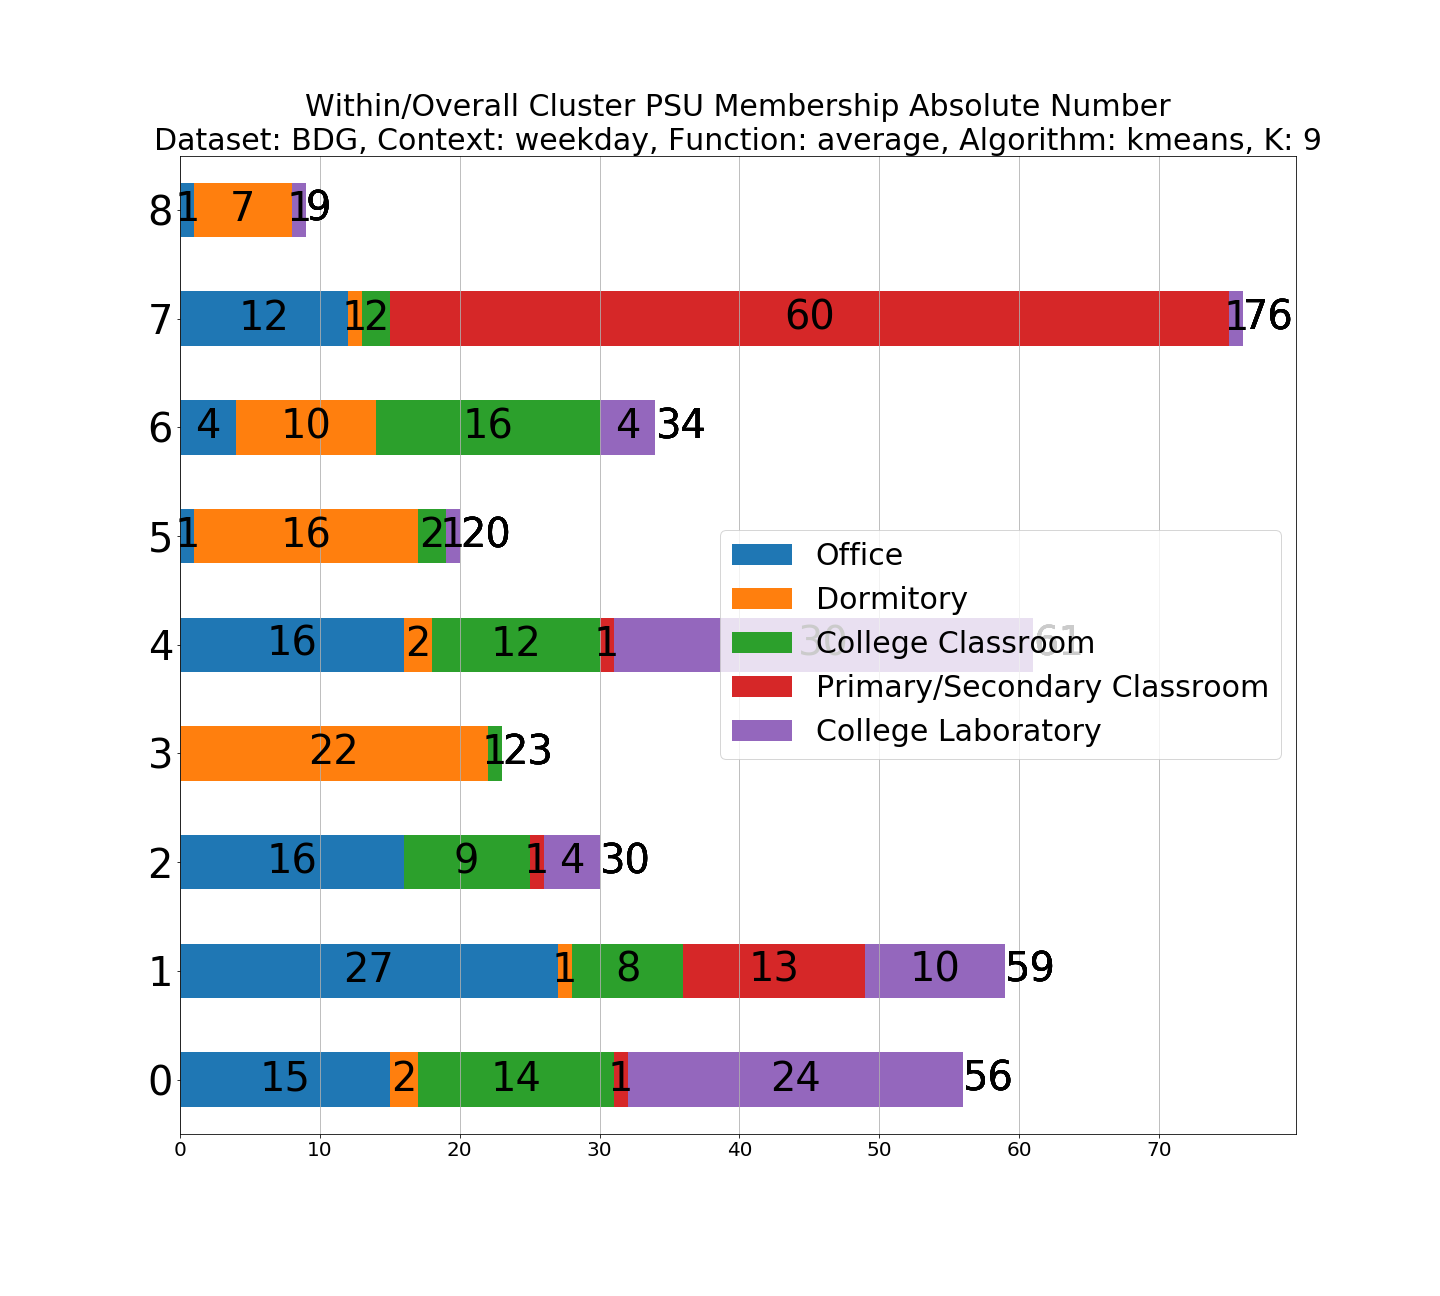 Within/Overall Cluster PSU Membership Absolute Number
Dataset: BDG, Context: weekday, Function: average, Algorithm: kmeans, K: 9
8 1 7 1 9
7 12 1 2 60 1 76
6 4 10 16 4 34
5 1 16 2 1 20
Office
Dormitory
4 16 2 12 1 30 61
College Classroom
Primary/Secondary Classroom
College Laboratory
3 22 1 23
2 16 9 1 4 30
1 27 1 8 13 10 59
0 15 2 14 1 24 56
0 10 20 30 40 50 60 70